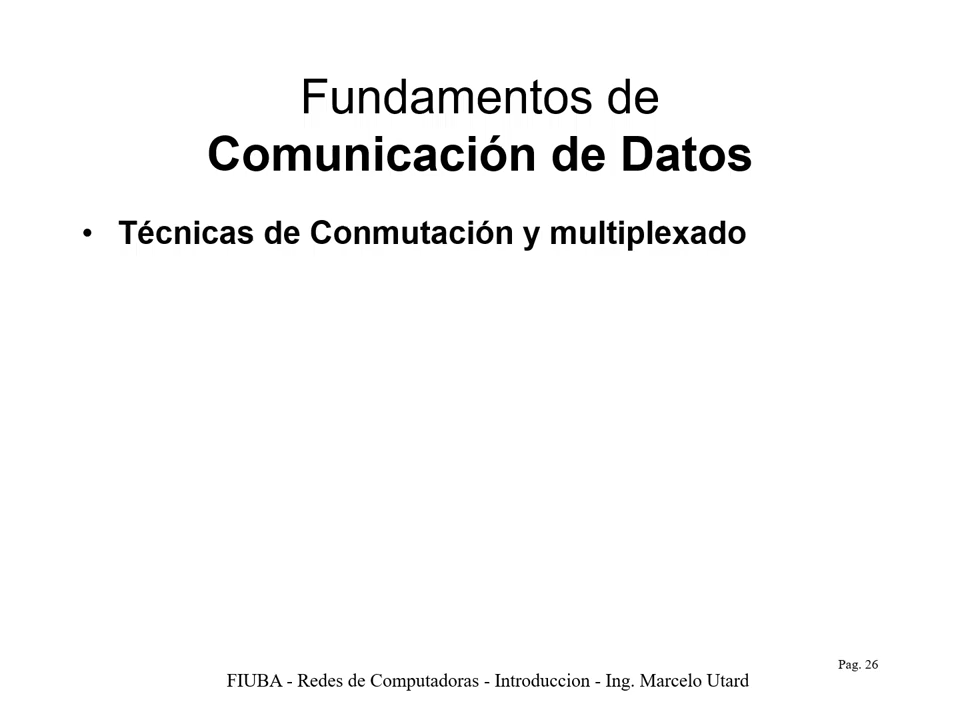 Fundamentos de
Comunicación de Datos
• Técnicas de Conmutación y multiplexado
Pag. 26
FIUBA - Redes de Computadoras - Introduccion - Ing. Marcelo Utard